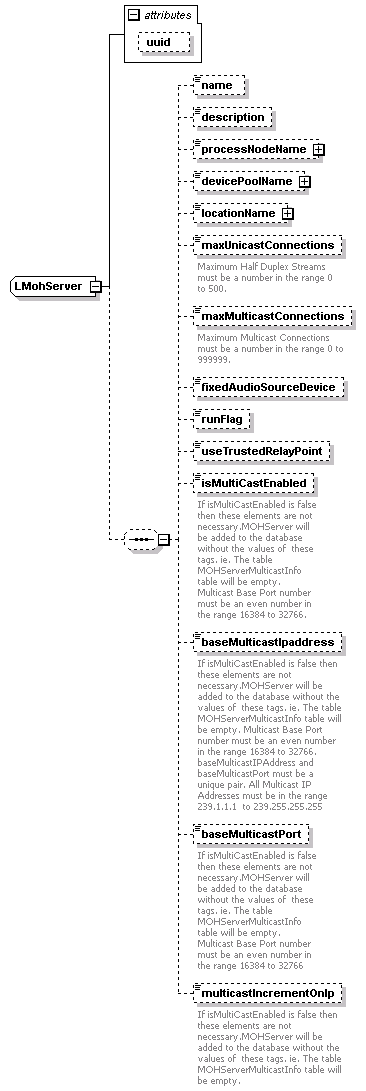 attributes
uuid
name
description
processNodeName
devicePoolName
locationName
maxUnicastConnections
Maximum Half Duplex Streams
must be a number in the range 0
to 500.
LMohServer
maxMulticastConnections
Maximum Multicast Connections
must be a number in the range 0 to
999999.
fixedAudioSourceDevice
runFlag
useTrustedRelayPoint
isMultiCastEnabled
If isMultiCastEnabled is false
then these elements are not
necessary.MOHServer will
be added to the database
without the values of  these
tags. ie. The table
MOHServerMulticastInfo
table will be empty.
Multicast Base Port number
must be an even number in
the range 16384 to 32766.
baseMulticastIpaddress
If isMultiCastEnabled is false then
these elements are not
necessary.MOHServer will be
added to the database without the
values of  these tags. ie. The table
MOHServerMulticastInfo table will
be empty. Multicast Base Port
number must be an even number
in the range 16384 to 32766.
baseMulticastIPAddress and
baseMulticastPort must be a
unique pair. All Multicast IP
Addresses must be in the range
239.1.1.1  to 239.255.255.255
baseMulticastPort
If isMultiCastEnabled is false
then these elements are not
necessary.MOHServer will
be added to the database
without the values of  these
tags. ie. The table
MOHServerMulticastInfo
table will be empty.
Multicast Base Port number
must be an even number in
the range 16384 to 32766
multicastIncrementOnIp
If isMultiCastEnabled is false then
these elements are not
necessary.MOHServer will be
added to the database without the
values of  these tags. ie. The table
MOHServerMulticastInfo table will
be empty.